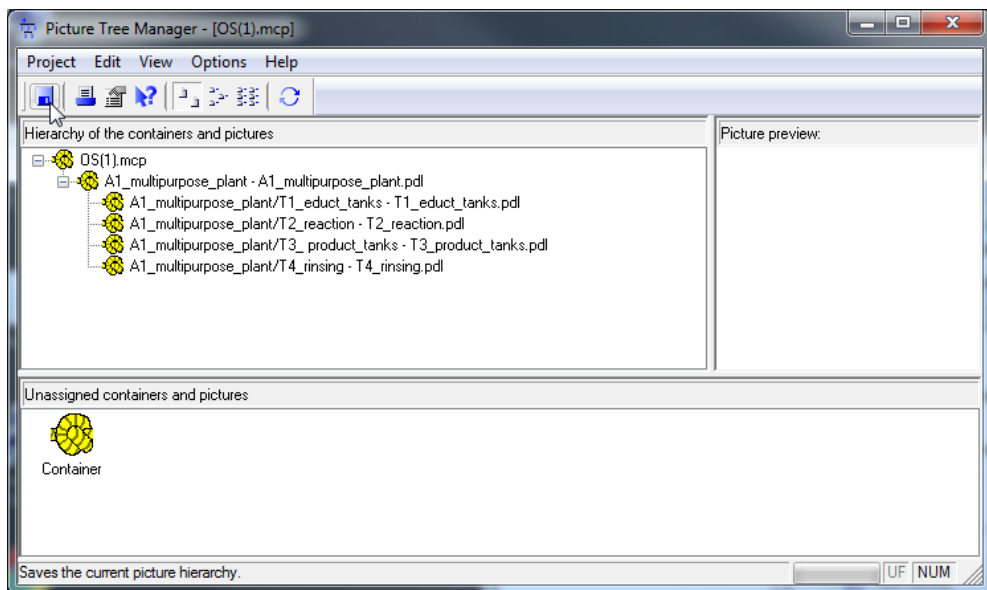 Picture Tree Manager - [OS(1).mcp]
Project Edit View Options Help
Hierarchy of the containers and pictures
Picture preview:
OS(1).mcp
A1_multipurpose_plant - A1_multipurpose_plant.pdl
A1_multipurpose_plant/T1_educt_tanks - T1_educt_tanks.pdl
A1_multipurpose_plant/T2_reaction - T2_reaction.pdl
A1_multipurpose_plant/T3_ product_tanks - T3_product_tanks.pdl
A1_multipurpose_plant/T4_rinsing - T4_rinsing.pdl
Unassigned containers and pictures
Container
Saves the current picture hierarchy.
UF NUM